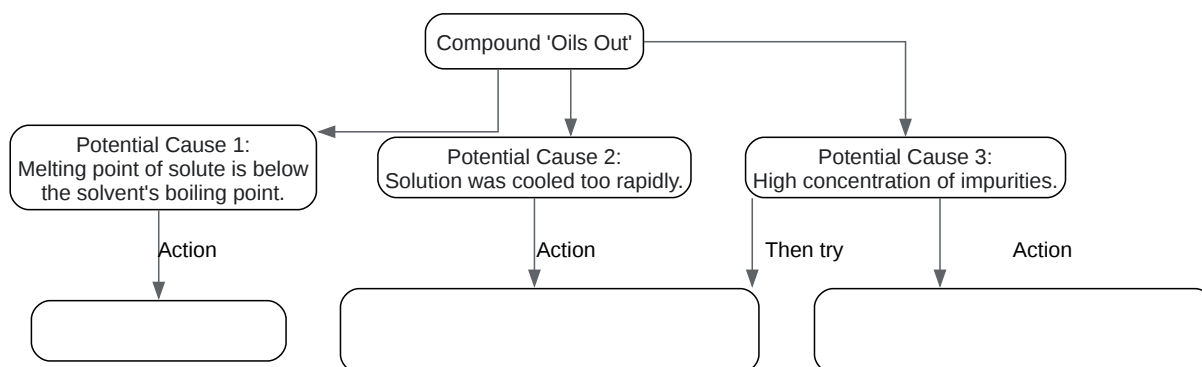 Compound 'Oils Out'
Potential Cause 1:
Melting point of solute is below
the solvent's boiling point.
Potential Cause 2:
Solution was cooled too rapidly.
Potential Cause 3:
High concentration of impurities.
Action
Action
Then try
Action